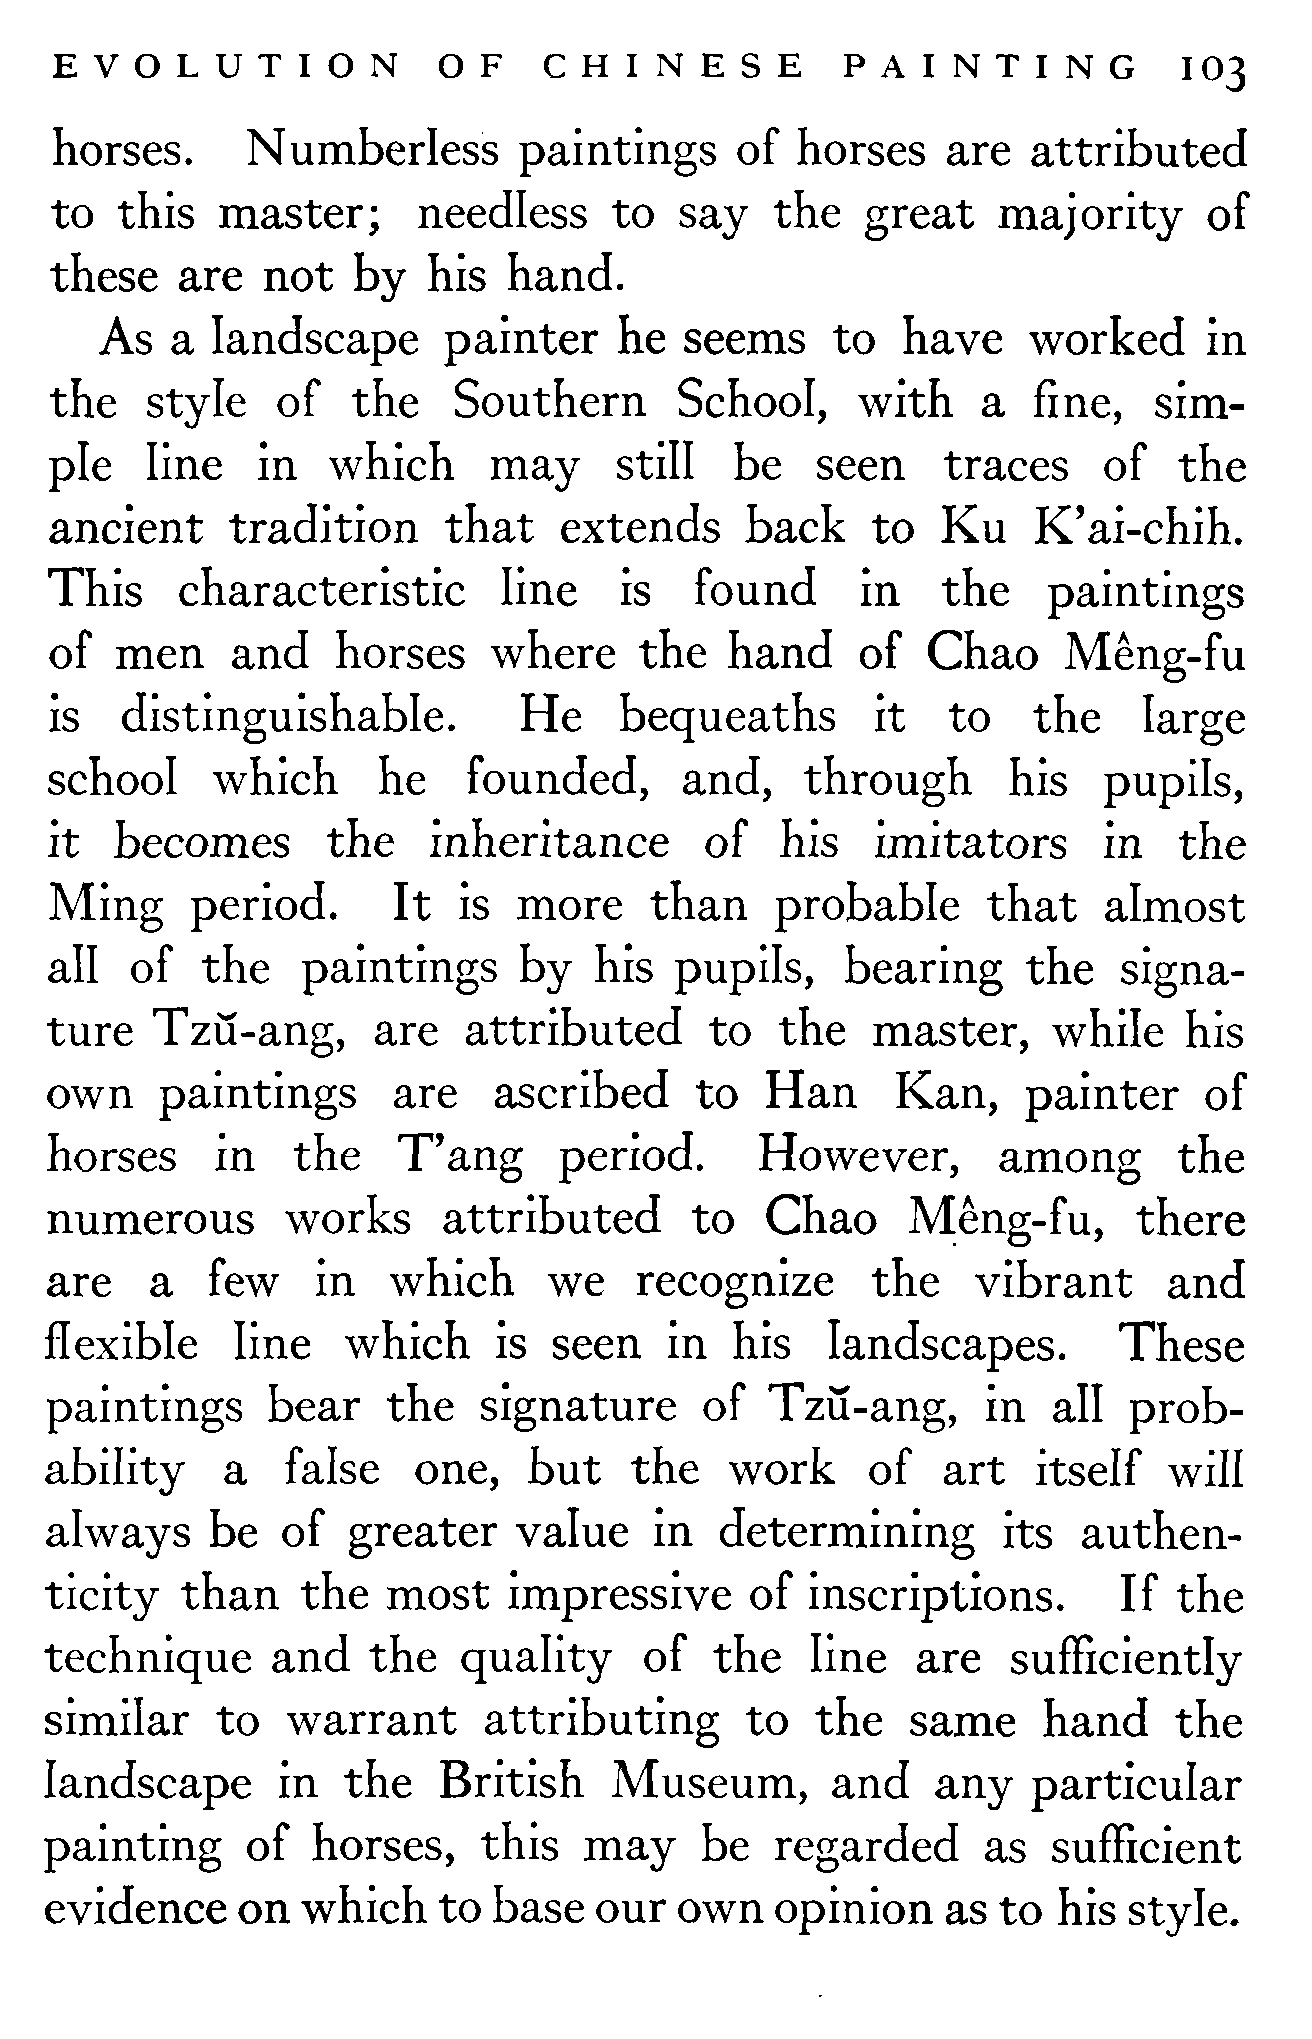 EVOLUTION OF CHINESE PAINTING 103
horses. Numberless paintings of horses are attributed
to this master; needless to say the great majority of
these are not by his hand.
As a landscape painter he seems to have worked in
the style of the Southern School, with a fine, sim-
ple line in which may still be seen traces of the
ancient tradition that extends back to Ku K’ai-chih.
This characteristic line is found in the paintings
of men and horses where the hand of Chao Mêng-fu
is distinguishable. He bequeaths it to the large
school which he founded, and, through his pupils,
it becomes the inheritance of his imitators in the
Ming period. It is more than probable that almost
all of the paintings by his pupils, bearing the signa-
ture Tzŭ-ang, are attributed to the master, while his
own paintings are ascribed to Han Kan, painter of
horses in the T’ang period. However, among the
numerous works attributed to Chao Mêng-fu, there
are a few in which we recognize the vibrant and
flexible line which is seen in his landscapes. These
paintings bear the signature of Tzŭ-ang, in all prob-
ability a false one, but the work of art itself will
always be of greater value in determining its authen-
ticity than the most impressive of inscriptions. If the
technique and the quality of the line are sufficiently
similar to warrant attributing to the same hand the
landscape in the British Museum, and any particular
painting of horses, this may be regarded as sufficient
evidence on which to base our own opinion as to his style.